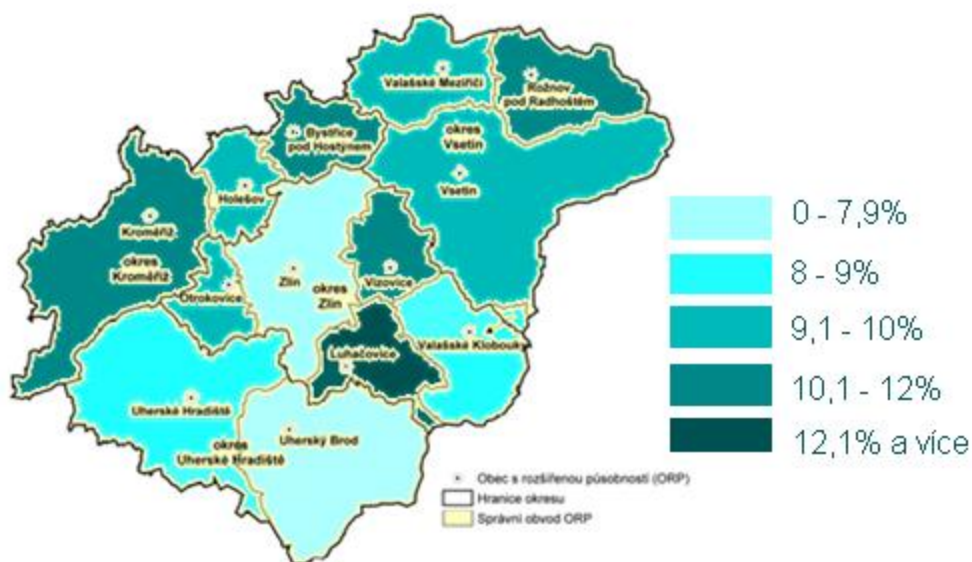 Valašské Meziříčí
Rožnov
pod Radhoštěm
Bystřice
pod Hostýnem
okres
Vsetín
Vsetín
Holešov
Kroměříž
okres
Kroměříž
Otrokovice
Zlín
okres
Zlín
Vizovice
Valašské Klobouky
Luhačovice
Uherské Hradiště
okres
Uherské Hradiště
Uherský Brod
0 - 7,9%
8 - 9%
9,1 - 10%
10,1 - 12%
12,1% a více
Obec s rozšířenou působností (ORP)
Hranice okresu
Správní obvod ORP